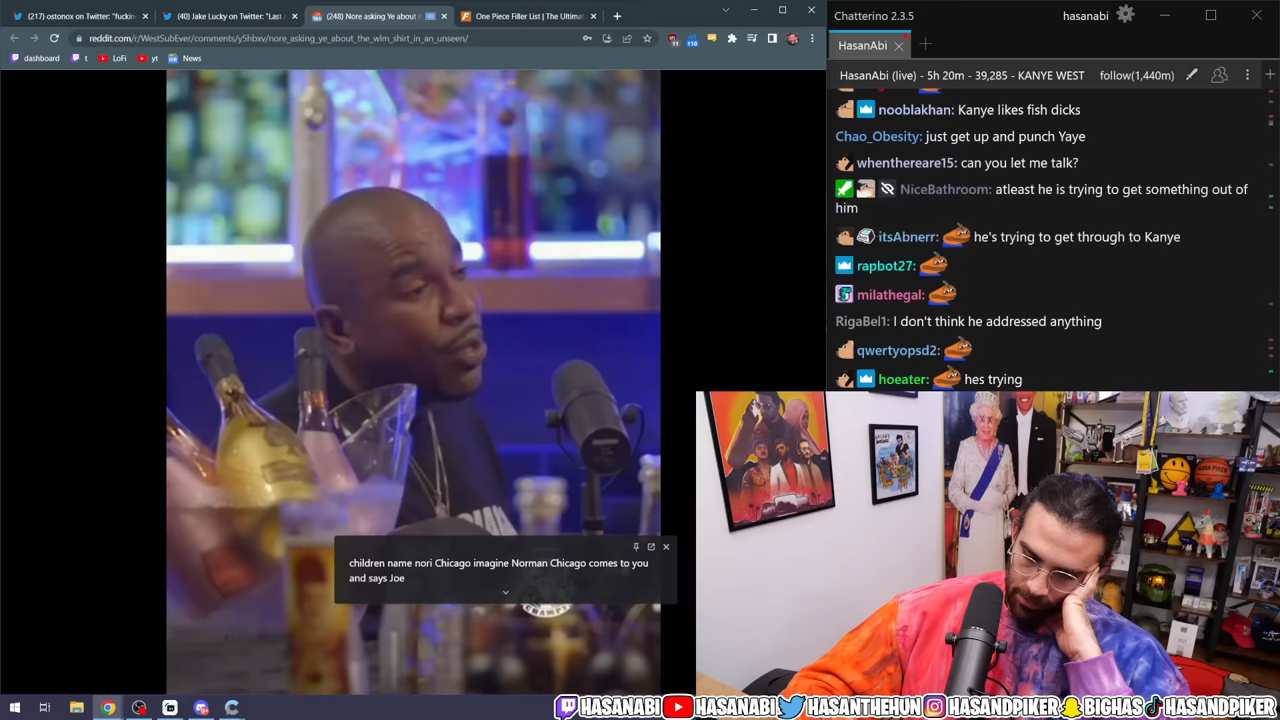 (217) ostonox on Twitter: "fuckin
(40) Jake Lucky on Twitter: "Last
(248) Nore asking Ye about
One Piece Filler List | The Ultima
reddit.com/r/WestSubEver/comments/y5hbxv/nore_asking_ye_about_the_wlm_shirt_in_an_unseen/
11
110
dashboard
t
LoFi
yt
News
children name nori Chicago imagine Norman Chicago comes to you
and says Joe
Chatterino 2.3.5
hasanabi
HasanAbi
HasanAbi (live) - 5h 20m - 39,285 - KANYE WEST
follow(1,440m)
nooblakhan: Kanye likes fish dicks
Chao_Obesity: just get up and punch Yaye
whenthereare15: can you let me talk?
NiceBathroom: atleast he is trying to get something out of
him
itsAbnerr: he's trying to get through to Kanye
rapbot27:
milathegal:
RigaBel1: I don't think he addressed anything
qwertyopsd2:
hoeater: hes trying
HASANABI
HASANABI
HASANTHEHUN
HASANDPIKER
BIGHAS
HASANDPIKER